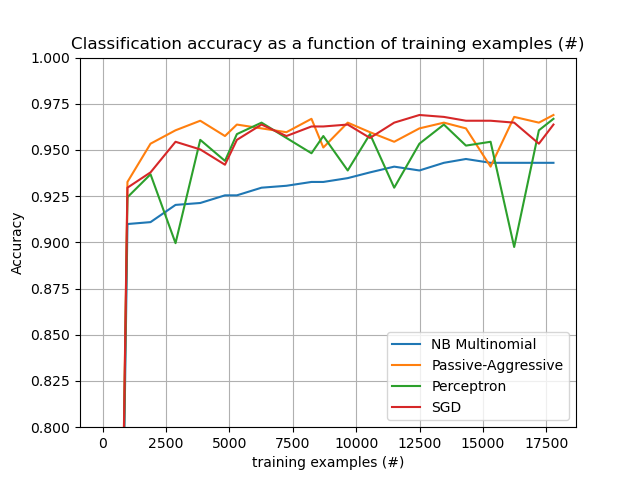 Classification accuracy as a function of training examples (#)
1.000
0.975
0.950
0.925
0.900
0.875
0.850
0.825
0.800
Accuracy
NB Multinomial
Passive-Aggressive
Perceptron
SGD
0 2500 5000 7500 10000 12500 15000 17500
training examples (#)